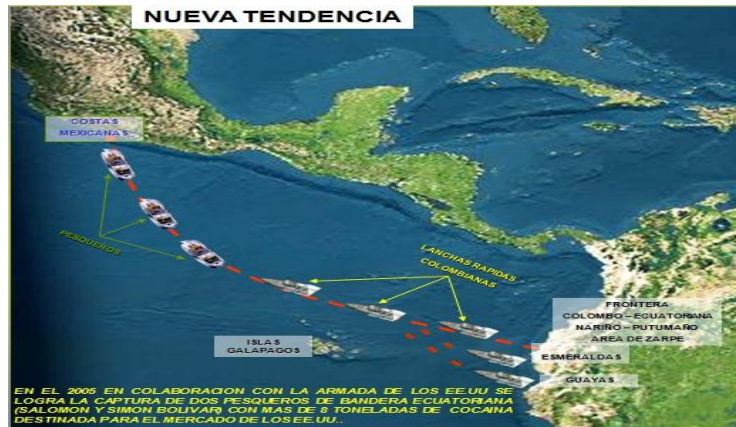 NUEVA TENDENCIA
COSTAS
MEXICANAS
PESQUEROS
LANCHAS RAPIDAS
COLOMBIANAS
FRONTERA
COLOMBO – ECUATORIANA
NARIÑO – PUTUMAÑO
AREA DE ZARPE
ISLAS
GALAPAGOS
ESMERALDAS
GUAYAS
EN EL 2005 EN COLABORACION CON LA ARMADA DE LOS EE.UU SE
LOGRA LA CAPTURA DE DOS PESQUEROS DE BANDERA ECUATORIANA
(SALOMON Y SIMON BOLIVAR) CON MAS DE 8 TONELADAS DE COCAINA
DESTINADA PARA EL MERCADO DE LOS EE.UU..